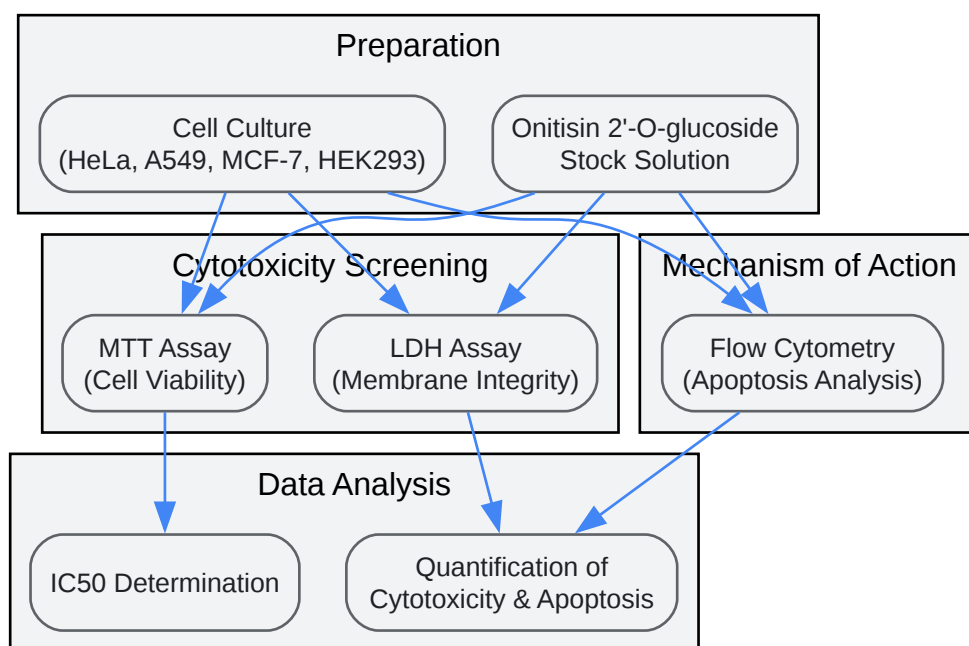 Preparation
Cell Culture
(HeLa, A549, MCF-7, HEK293)
Onitisin 2'-O-glucoside
Stock Solution
Cytotoxicity Screening
Mechanism of Action
MTT Assay
(Cell Viability)
LDH Assay
(Membrane Integrity)
Flow Cytometry
(Apoptosis Analysis)
Data Analysis
IC50 Determination
Quantification of
Cytotoxicity & Apoptosis